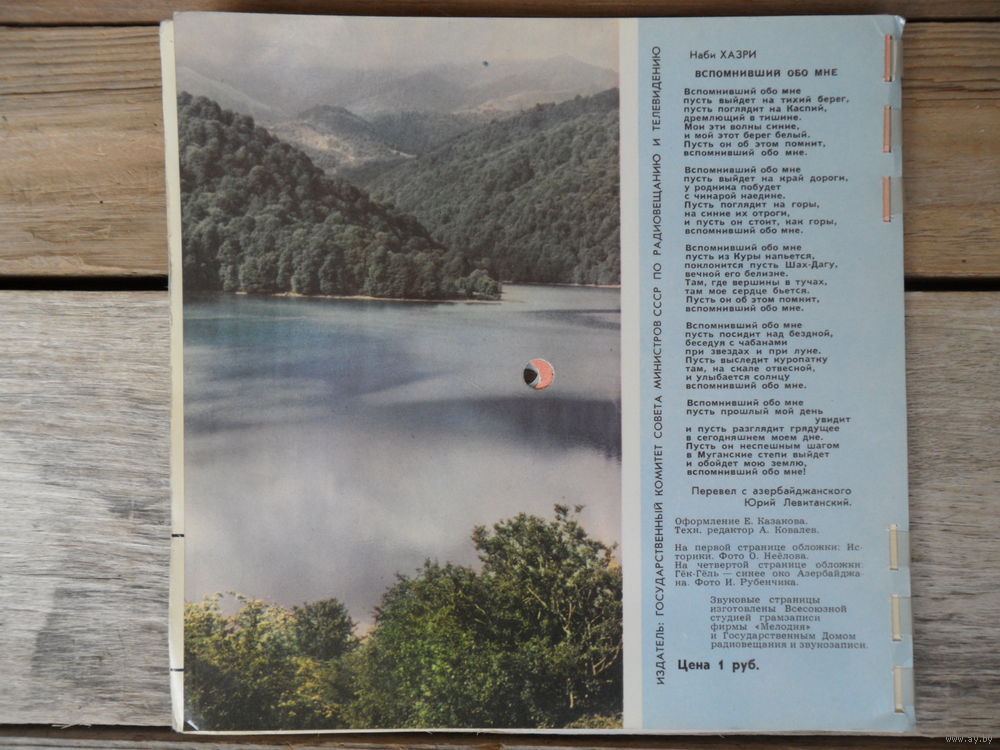 ИЗДАТЕЛЬ: ГОСУДАРСТВЕННЫЙ КОМИТЕТ СОВЕТА МИНИСТРОВ СССР ПО РАДИОВЕЩАНИЮ И ТЕЛЕВИДЕНИЮ
Наби ХАЗРИ
ВСПОМНИВШИЙ ОБО МНЕ
Вспомнивший обо мне
пусть выйдет на тихий берег,
пусть поглядит на Каспий,
дремлющий в тишине.
Мои эти волны синие,
и мой этот берег белый.
Пусть он об этом помнит,
вспомнивший обо мне.
Вспомнивший обо мне
пусть выйдет на край дороги,
у родника побудет
с чинарой наедине.
Пусть поглядит на горы,
на синие их отроги,
и пусть он стоит, как горы,
вспомнивший обо мне.
Вспомнивший обо мне
пусть из Куры напьется,
поклонится пусть Шах-Дагу,
вечной его белизне.
Там, где вершины в тучах,
там мое сердце бьется.
Пусть он об этом помнит,
вспомнивший обо мне.
Вспомнивший обо мне
пусть посидит над бездной,
беседуя с чабанами
при звездах и при луне.
Пусть выследит куропатку
там, на скале отвесной,
и улыбается солнцу
вспомнивший обо мне.
Вспомнивший обо мне
пусть прошлый мой день
увидит
и пусть разглядит грядущее
в сегодняшнем моем дне.
Пусть он неспешным шагом
в Муганские степи выйдет
и обойдет мою землю,
вспомнивший обо мне!
Перевел с азербайджанского
Юрий Левитанский.
Оформление Е. Казакова.
Техн. редактор А. Ковалев.
На первой странице обложки: Ис-
торики. Фото О. Неёлова.
На четвертой странице обложки:
Гёк-Гёль — синее око Азербайджа-
на. Фото И. Рубенчика.
Звуковые страницы
изготовлены Всесоюзной
студией грамзаписи
фирмы «Мелодия»
и Государственным Домом
радиовещания и звукозаписи.
Цена 1 руб.
www.ay.by